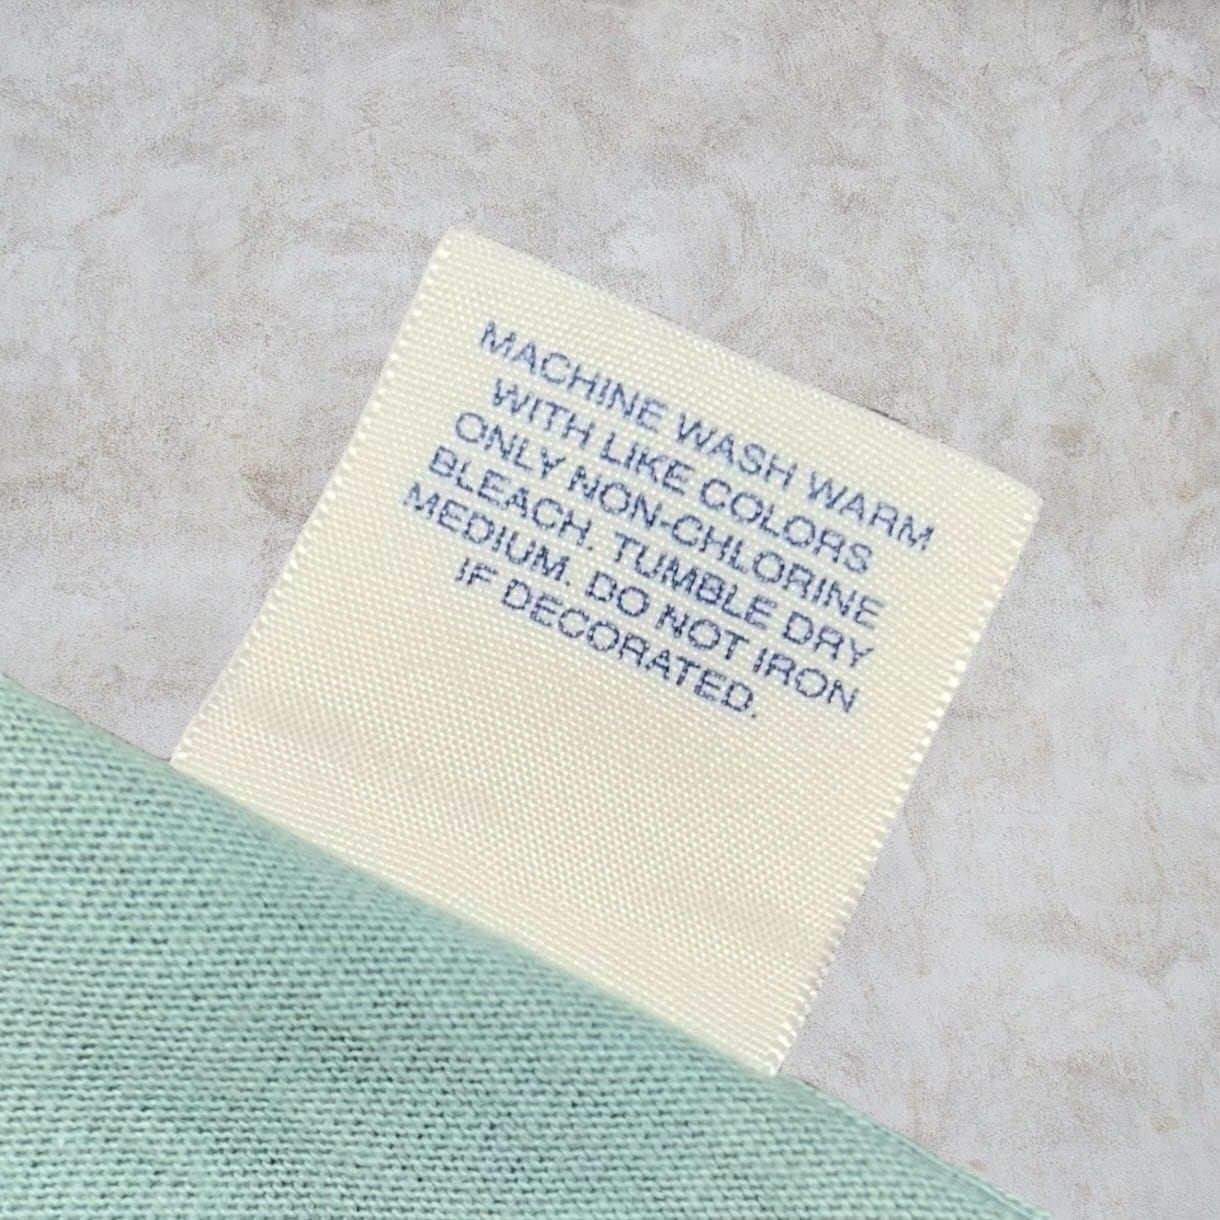 MACHINE WASH WARM
WITH LIKE COLORS
ONLY NON-CHLORINE
BLEACH. TUMBLE DRY
MEDIUM. DO NOT IRON
IF DECORATED.